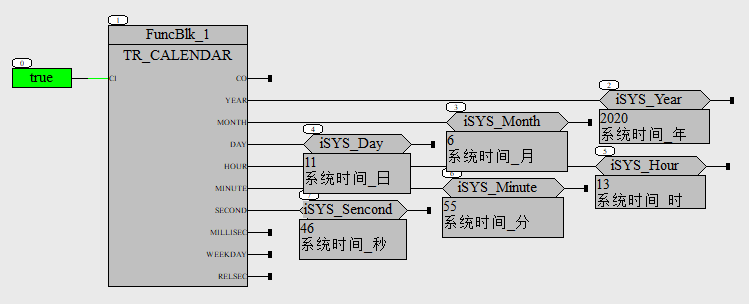 1
FuncBlk_1
TR_CALENDAR
0
true
CI
CO
YEAR
2
iSYS_Year
2020
系统时间_年
MONTH
3
iSYS_Month
6
系统时间_月
DAY
4
iSYS_Day
11
系统时间_日
HOUR
5
iSYS_Hour
13
系统时间_时
MINUTE
6
iSYS_Minute
55
系统时间_分
SECOND
7
iSYS_Sencond
46
系统时间_秒
MILLISEC
WEEKDAY
RELSEC